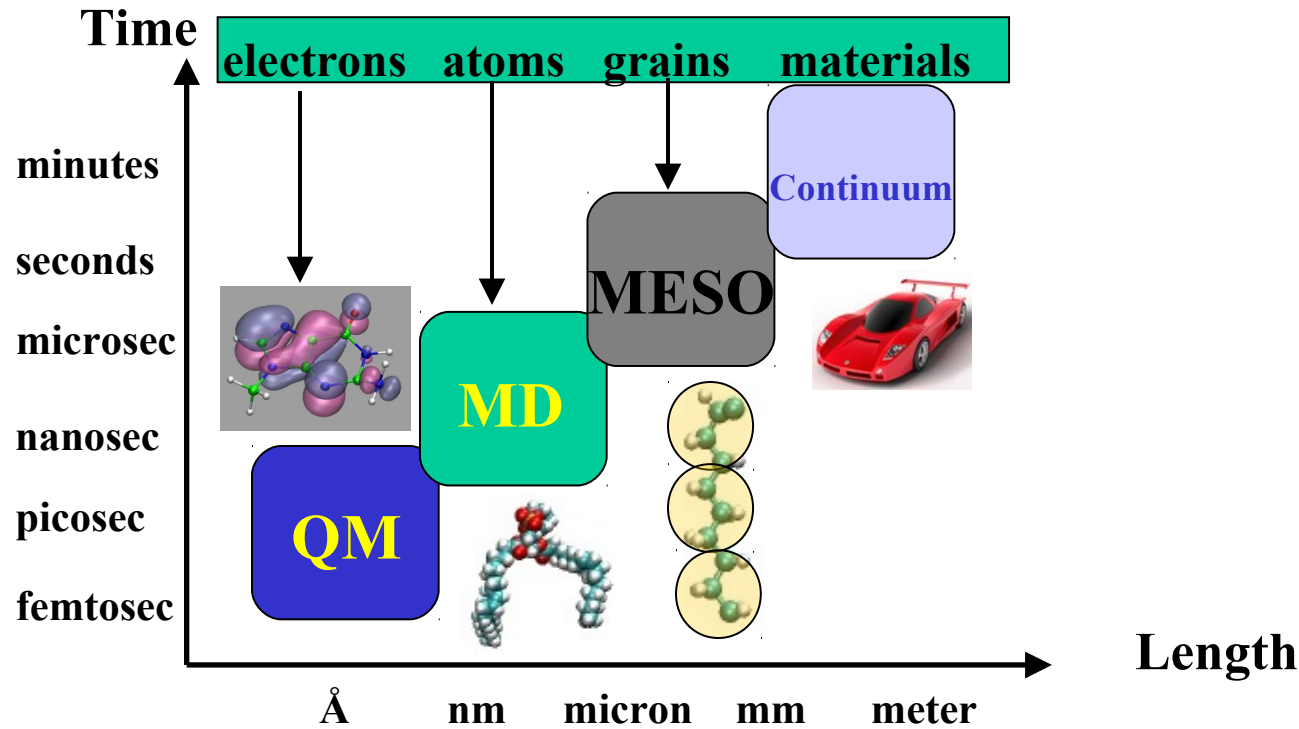 Time
electrons atoms grains materials
minutes
Continuum
seconds
MESO
microsec
MD
nanosec
picosec
QM
femtosec
Length
Å nm micron mm meter